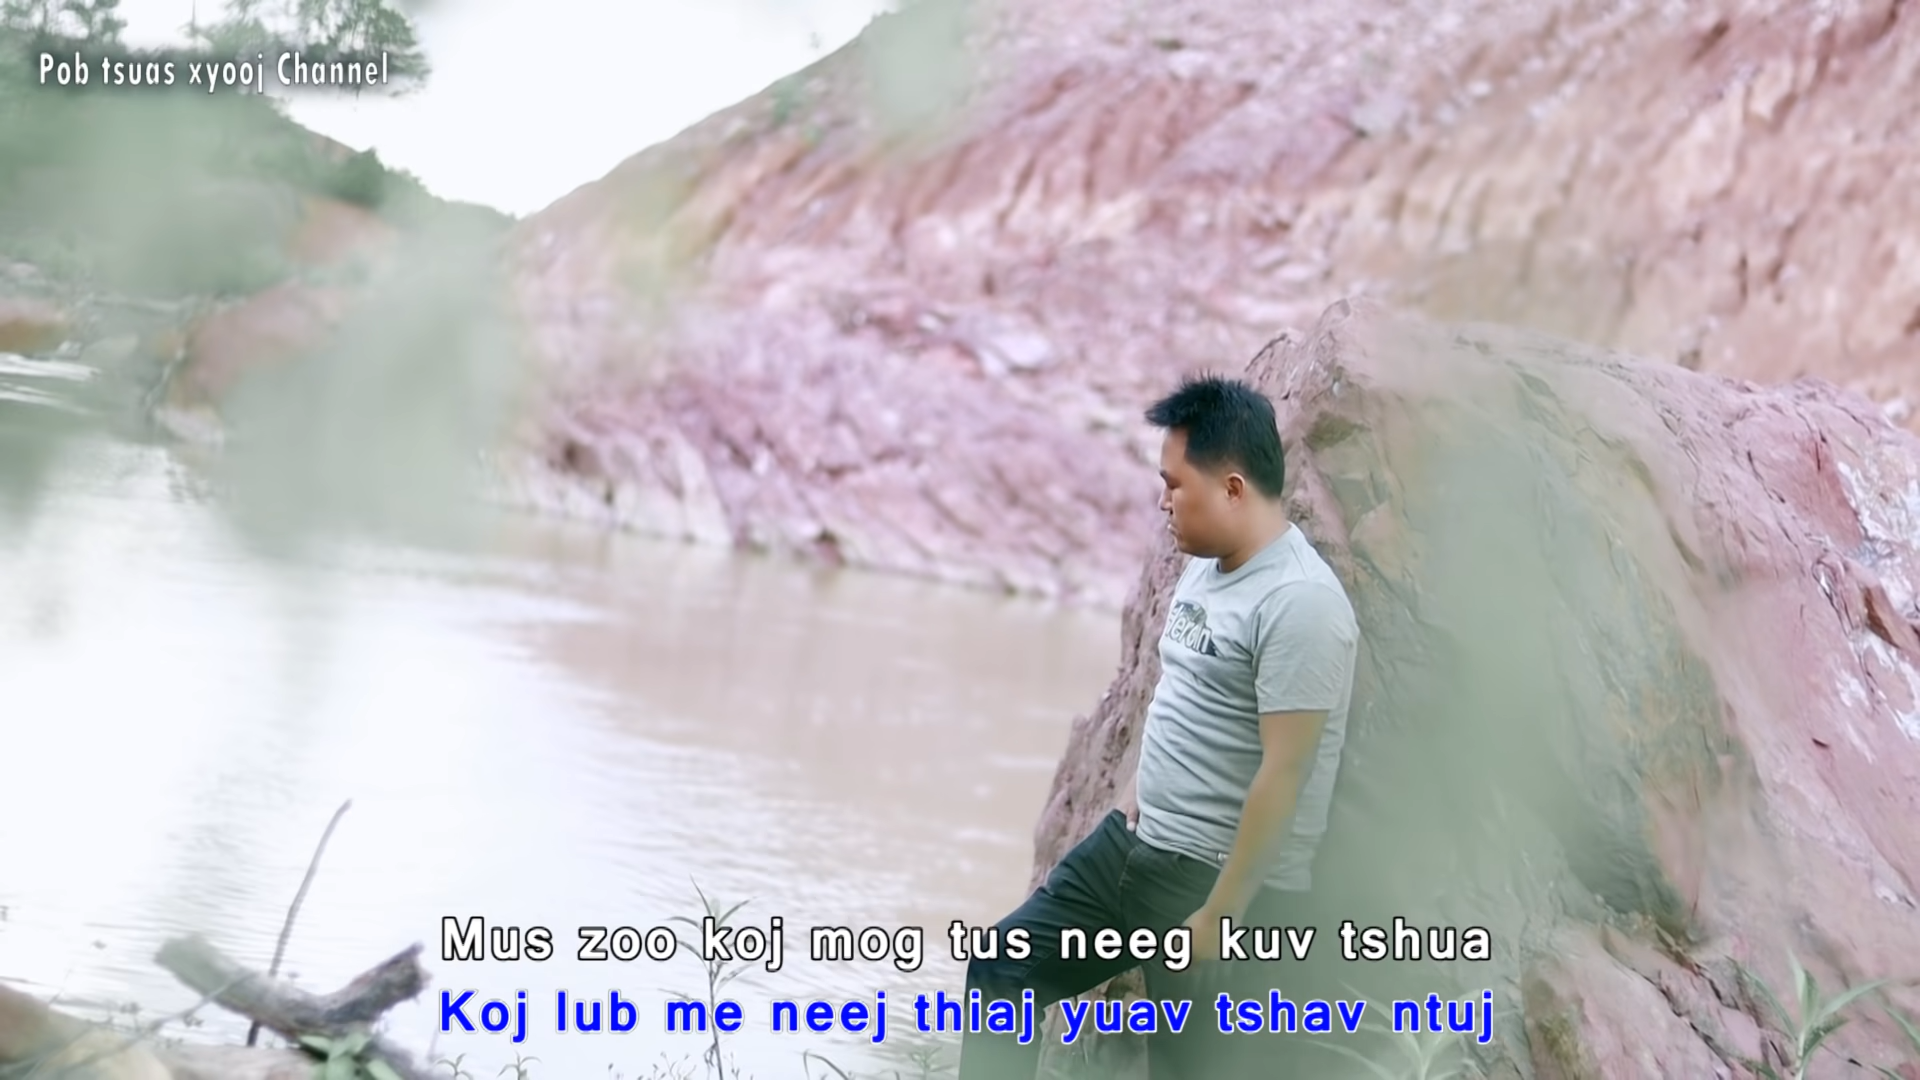 Pob tsuas xyooj Channel
Mus zoo koj mog tus neeg kuv tshua
Koj lub me neej thiaj yuav tshav ntuj